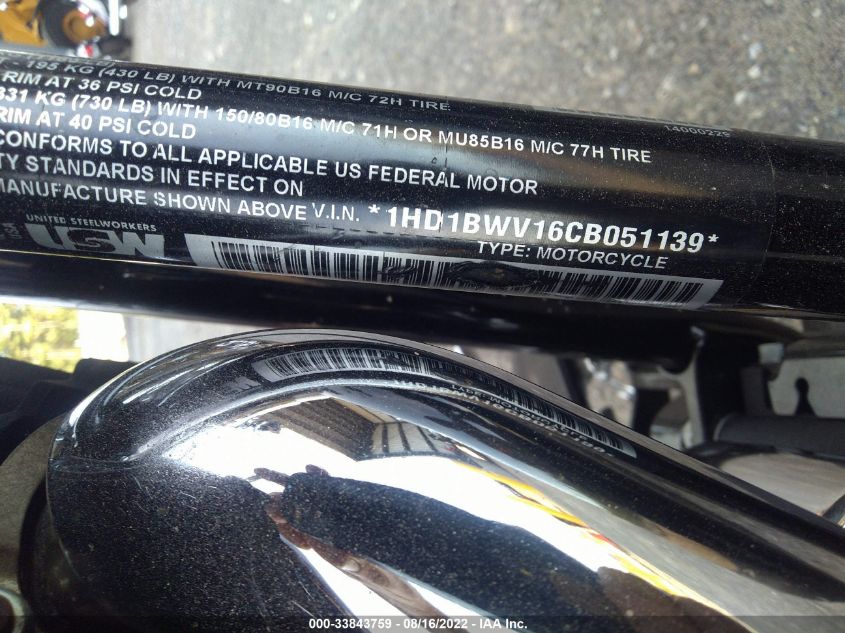 - 195 KG (430 LB) WITH MT90B16 M/C 72H TIRE
RIM AT 36 PSI COLD
331 KG (730 LB) WITH 150/80B16 M/C 71H OR MU85B16 M/C 77H TIRE
RIM AT 40 PSI COLD
CONFORMS TO ALL APPLICABLE US FEDERAL MOTOR
TY STANDARDS IN EFFECT ON
MANUFACTURE SHOWN ABOVE V.I.N. *1HD1BWV16CB051139*
TYPE: MOTORCYCLE
UNITED STEELWORKERS
USW
14000229
000-33843759 - 08/16/2022 - IAA Inc.